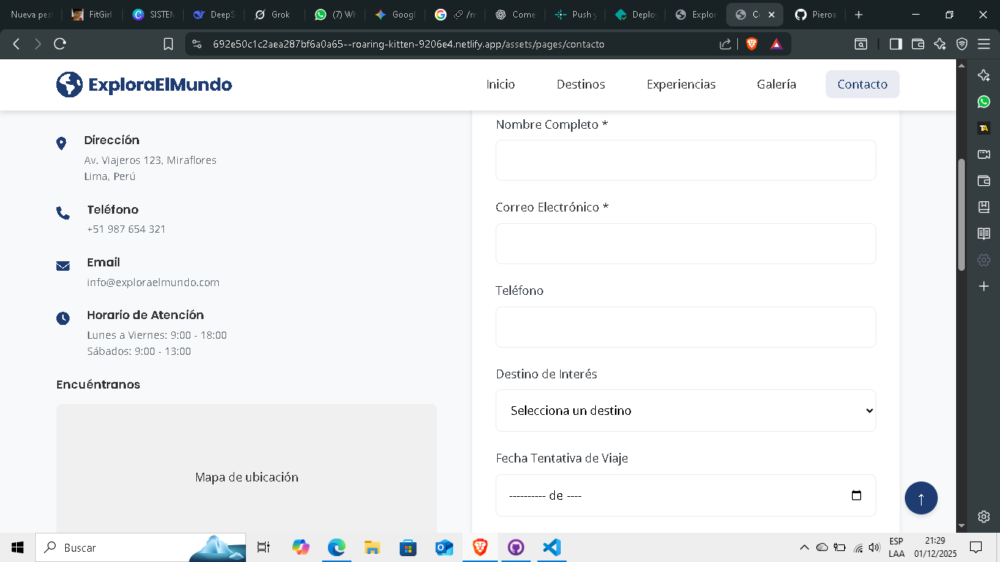 Nueva pest
FitGirl
SISTEM
DeepS
Grok
(7) Wh
Googl
/m
Come
Push y
Deploy
Explor
Co
Pieroa
692e50c1c2aea287bf6a0a65--roaring-kitten-9206e4.netlify.app/assets/pages/contacto
ExploraElMundo
Inicio
Destinos
Experiencias
Galería
Contacto
Dirección
Av. Viajeros 123, Miraflores
Lima, Perú
Teléfono
+51 987 654 321
Email
info@exploraelmundo.com
Horario de Atención
Lunes a Viernes: 9:00 - 18:00
Sábados: 9:00 - 13:00
Encuéntranos
Mapa de ubicación
Nombre Completo *
Correo Electrónico *
Teléfono
Destino de Interés
Selecciona un destino
Fecha Tentativa de Viaje
---------- de ----
↑
TA
Buscar
ESP
LAA
21:29
01/12/2025